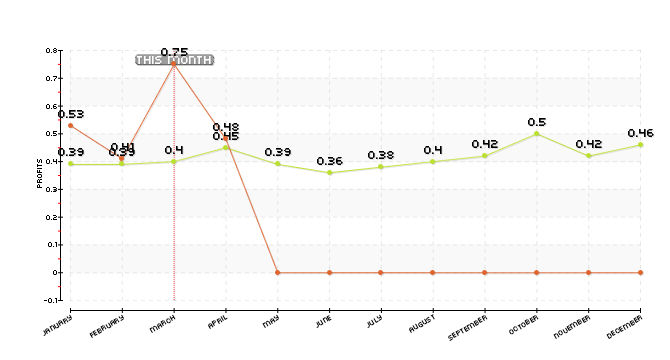 0.8
0.7
0.6
0.5
0.4
0.3
0.2
0.1
0
-0.1
PROFITS
0.75
THIS MONTH
0.53
0.41
0.48
0.39
0.39
0.4
0.45
0.39
0.36
0.38
0.4
0.42
0.5
0.42
0.46
JANUARY
FEBRUARY
MARCH
APRIL
MAY
JUNE
JULY
AUGUST
SEPTEMBER
OCTOBER
NOVEMBER
DECEMBER